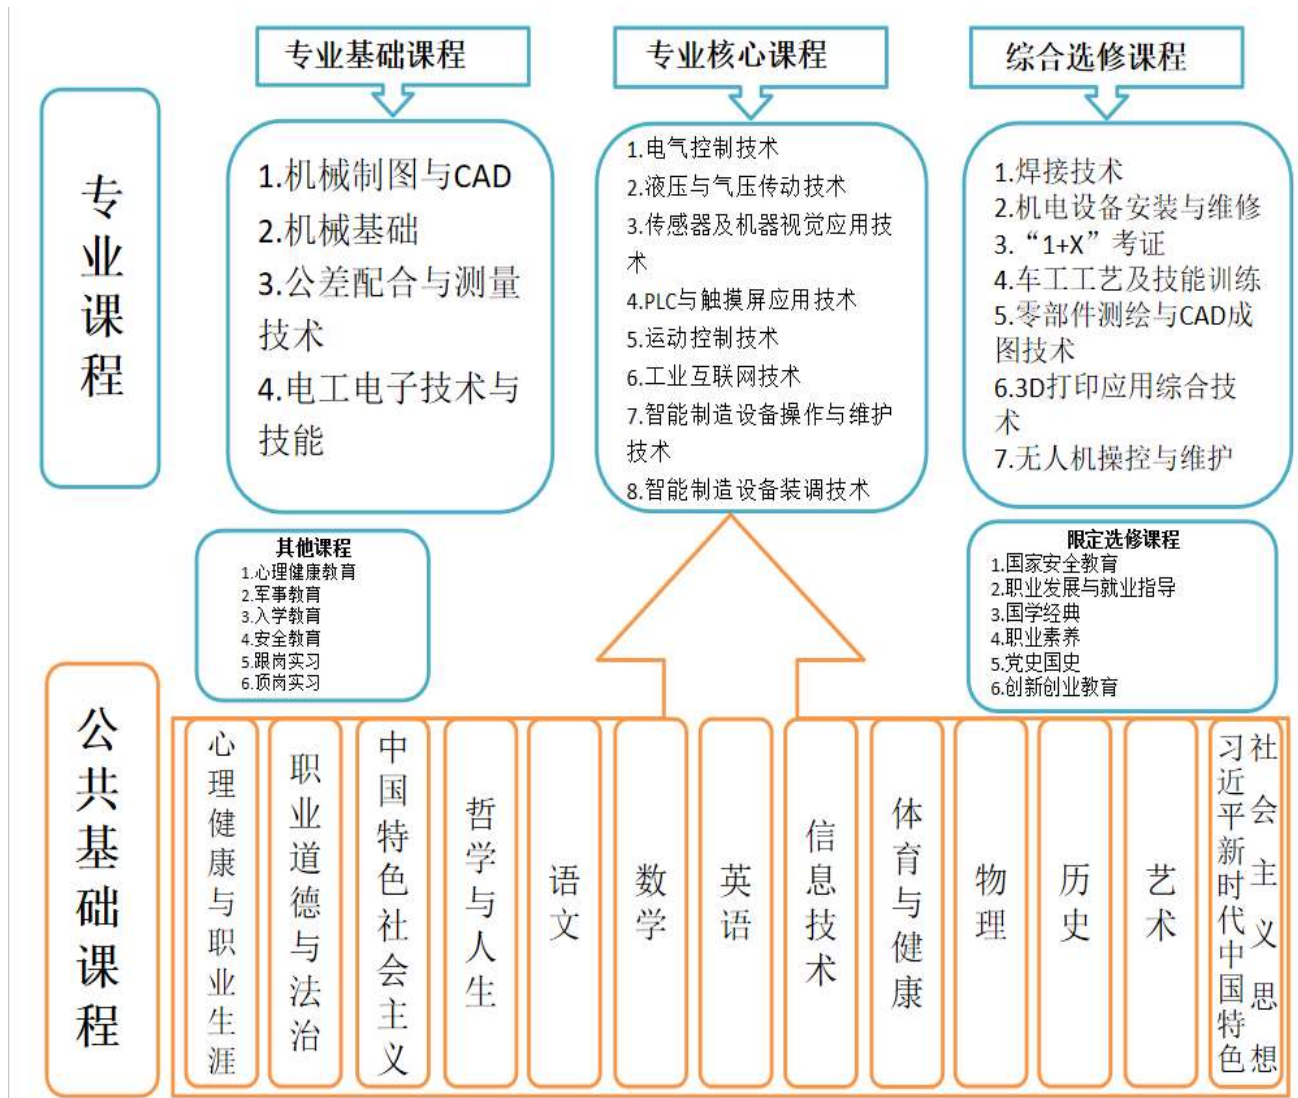 专业基础课程
专业核心课程
综合选修课程
专业课程
1.机械制图与CAD
2.机械基础
3.公差配合与测量
技术
4.电工电子技术与
技能
1.电气控制技术
2.液压与气压传动技术
3.传感器及机器视觉应用技
术
4.PLC与触摸屏应用技术
5.运动控制技术
6.工业互联网技术
7.智能制造设备操作与维护
技术
8.智能制造设备装调技术
1.焊接技术
2.机电设备安装与维修
3.“1+X”考证
4.车工工艺及技能训练
5.零部件测绘与CAD成
图技术
6.3D打印应用综合技
术
7.无人机操控与维护
其他课程
1.心理健康教育
2.军事教育
3.入学教育
4.安全教育
5.跟岗实习
6.顶岗实习
限定选修课程
1.国家安全教育
2.职业发展与就业指导
3.国学经典
4.职业素养
5.党史国史
6.创新创业教育
公共基础课程
心理健康与职业生涯
职业道德与法治
中国特色社会主义
哲学与人生
语文
数学
英语
信息技术
体育与健康
物理
历史
艺术
习近平新时代中国特色
社会主义思想